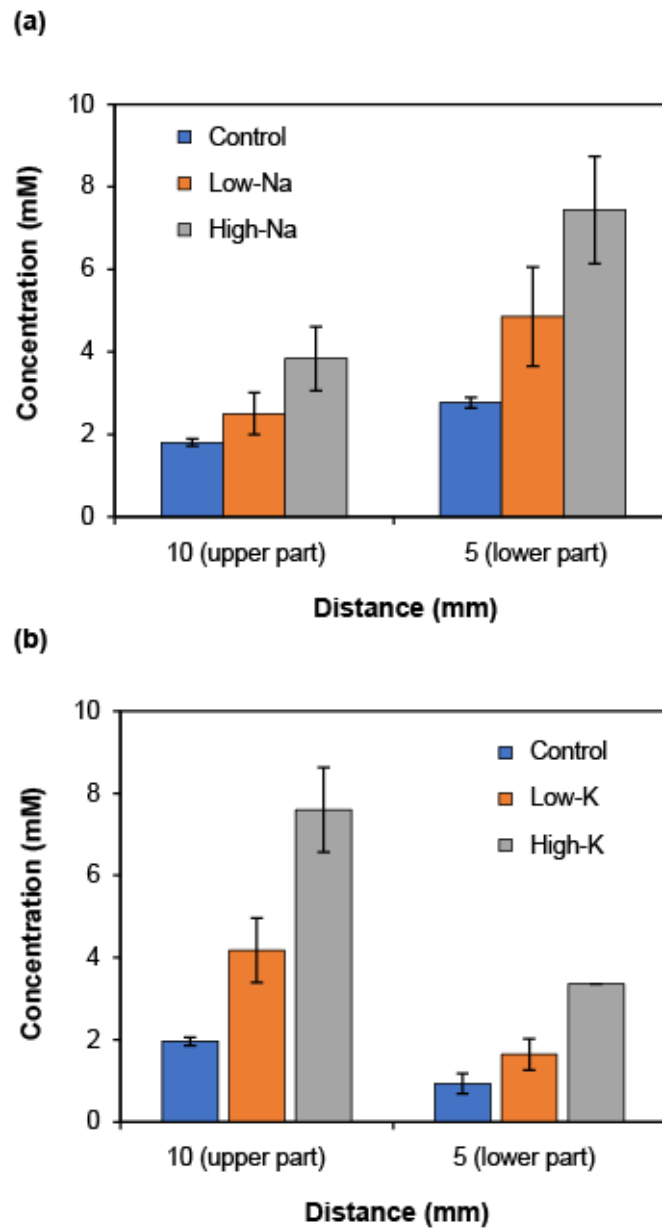 (a)
10
8
6
4
2
0
Concentration (mM)
Control
Low-Na
High-Na
10 (upper part)
5 (lower part)
Distance (mm)
(b)
10
8
6
4
2
0
Concentration (mM)
Control
Low-K
High-K
10 (upper part)
5 (lower part)
Distance (mm)